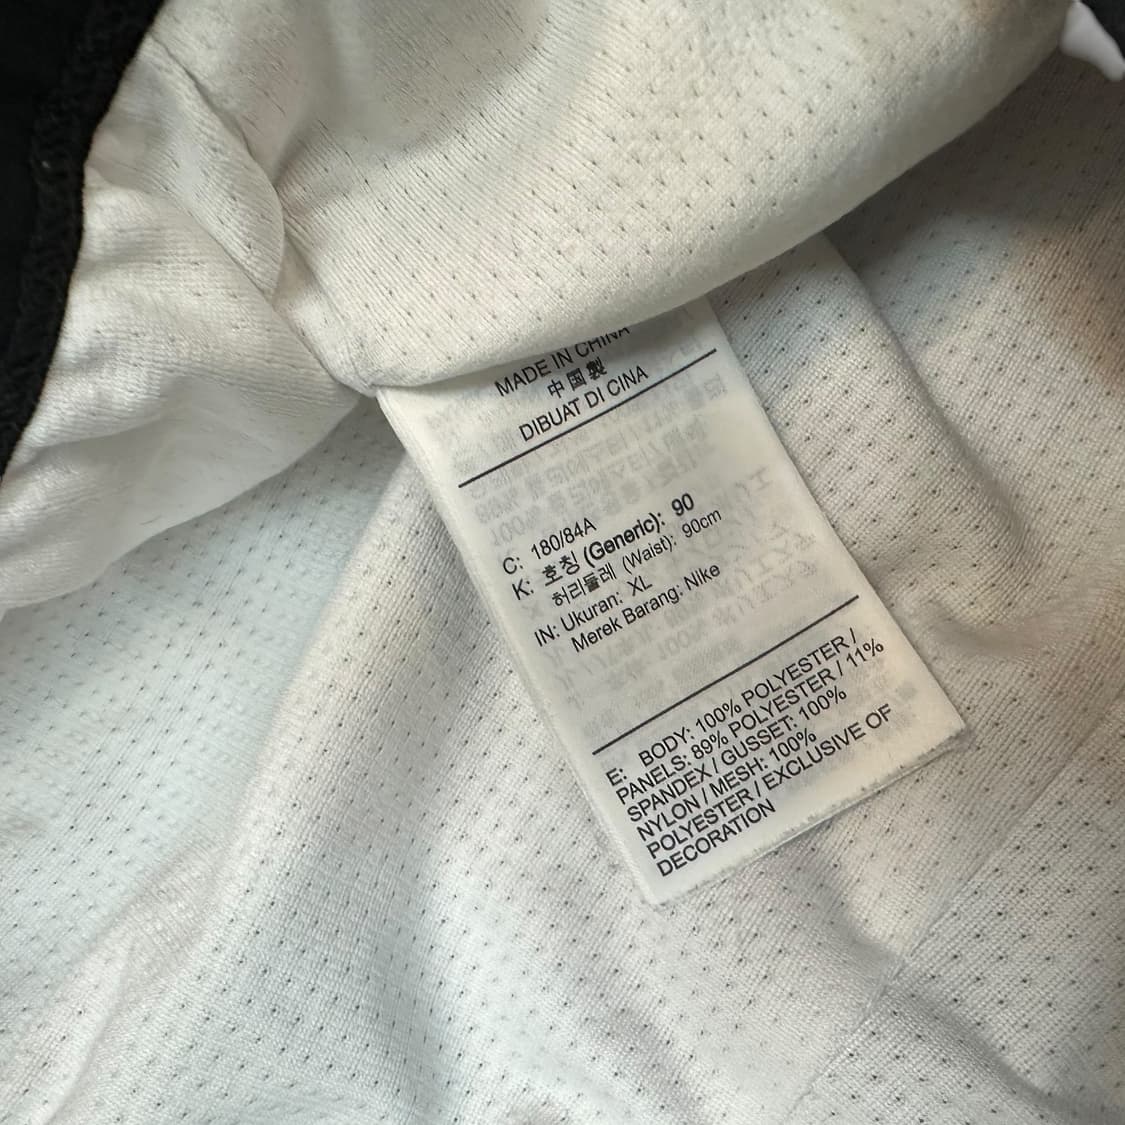 MADE IN CHINA
中国製
DIBUAT DI CINA
C: 180/84A
K: 호칭 (Generic): 90
허리둘레 (Waist): 90cm
IN: Ukuran: XL
Merek Barang: Nike
E: BODY: 100% POLYESTER /
PANELS: 89% POLYESTER / 11%
SPANDEX / GUSSET: 100%
NYLON / MESH: 100%
POLYESTER / EXCLUSIVE OF
DECORATION